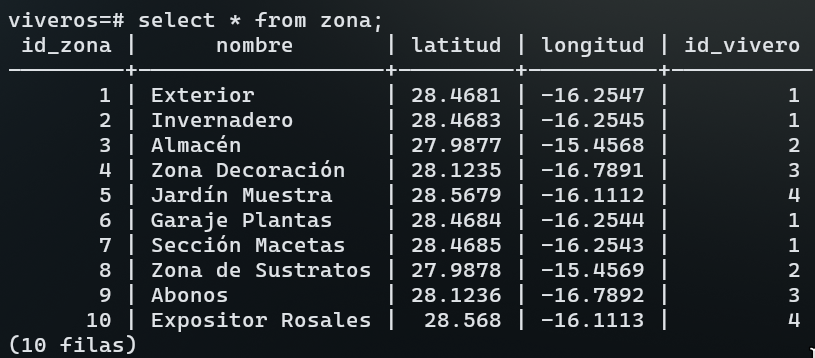 viveros=# select * from zona;
 id_zona |      nombre       | latitud | longitud | id_vivero
---------+-------------------+---------+----------+-----------
       1 | Exterior          | 28.4681 | -16.2547 |         1
       2 | Invernadero       | 28.4683 | -16.2545 |         1
       3 | Almacén           | 27.9877 | -15.4568 |         2
       4 | Zona Decoración   | 28.1235 | -16.7891 |         3
       5 | Jardín Muestra    | 28.5679 | -16.1112 |         4
       6 | Garaje Plantas    | 28.4684 | -16.2544 |         1
       7 | Sección Macetas   | 28.4685 | -16.2543 |         1
       8 | Zona de Sustratos | 27.9878 | -15.4569 |         2
       9 | Abonos            | 28.1236 | -16.7892 |         3
      10 | Expositor Rosales |  28.568 | -16.1113 |         4
(10 filas)